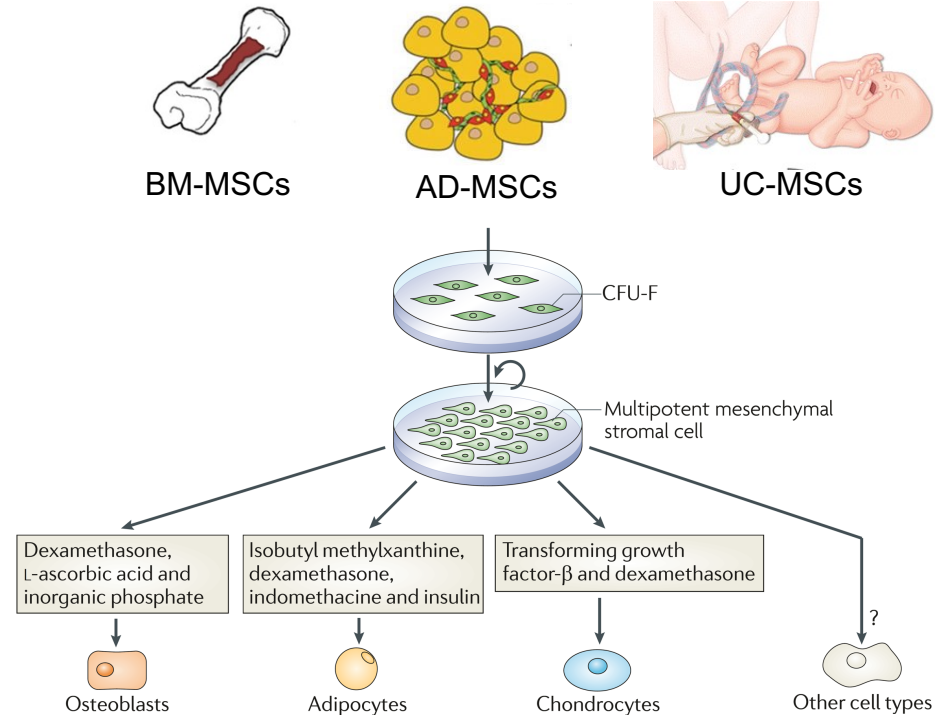 BM-MSCs
AD-MSCs
UC-MSCs
CFU-F
Multipotent mesenchymal
stromal cell
Dexamethasone,
L-ascorbic acid and
inorganic phosphate
Isobutyl methylxanthine,
dexamethasone,
indomethacine and insulin
Transforming growth
factor-β and dexamethasone
?
Osteoblasts
Adipocytes
Chondrocytes
Other cell types